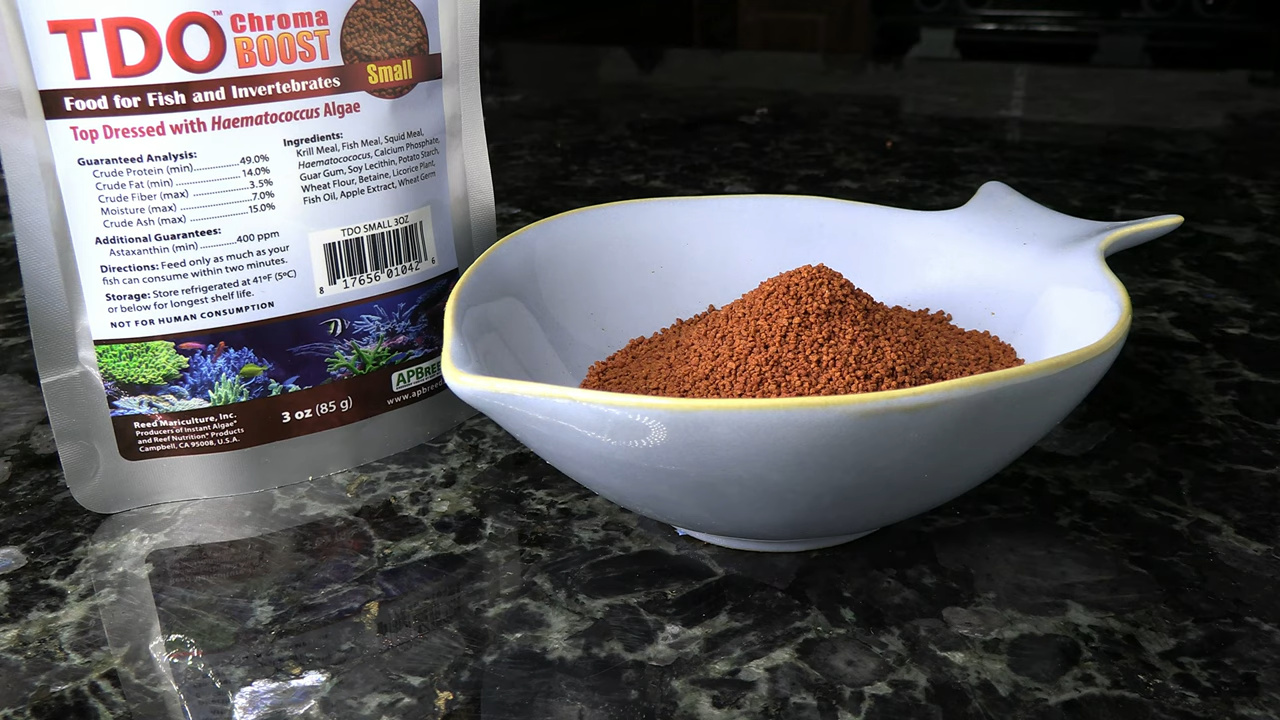 TDO™ Chroma
BOOST
Small
Food for Fish and Invertebrates
Top Dressed with Haematococcus Algae
Guaranteed Analysis:
Crude Protein (min)..............49.0%
Crude Fat (min) ....................14.0%
Crude Fiber (max) .................3.5%
Moisture (max) .....................7.0%
Crude Ash (max) ..................15.0%
Additional Guarantees:
Astaxanthin (min) ...........400 ppm
Directions: Feed only as much as your
fish can consume within two minutes.
Storage: Store refrigerated at 41ºF (5ºC)
or below for longest shelf life.
NOT FOR HUMAN CONSUMPTION
Ingredients:
Krill Meal, Fish Meal, Squid Meal,
Haematococcus, Calcium Phosphate,
Guar Gum, Soy Lecithin, Potato Starch,
Wheat Flour, Betaine, Licorice Plant,
Fish Oil, Apple Extract, Wheat Germ
TDO SMALL 3OZ
8 17656 01042 6
Reed Mariculture, Inc.
Producers of Instant Algae®
and Reef Nutrition® Products
Campbell, CA 95008, U.S.A.
3 oz (85 g)